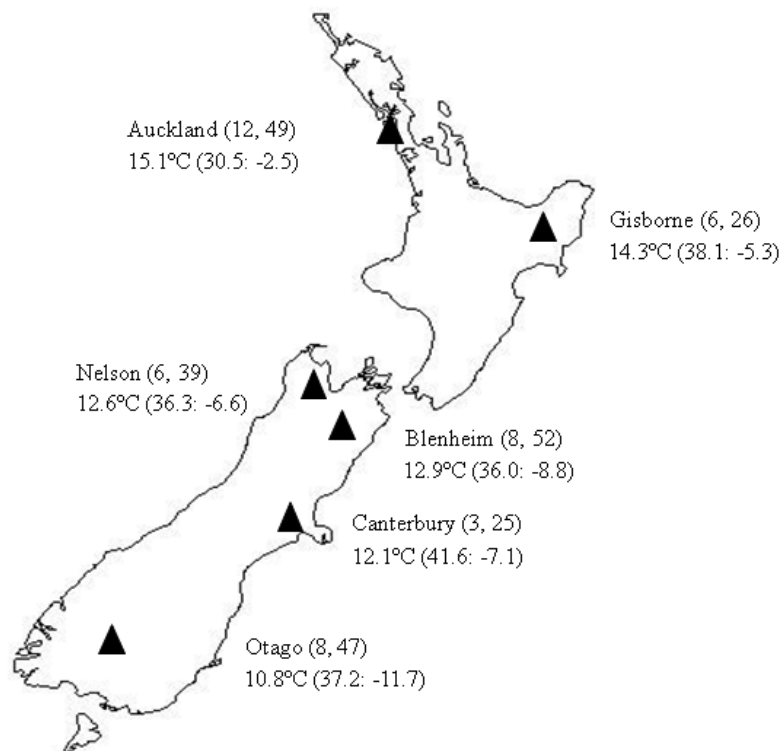 Auckland (12, 49)
15.1ºC (30.5: -2.5)
Gisborne (6, 26)
14.3ºC (38.1: -5.3)
Nelson (6, 39)
12.6ºC (36.3: -6.6)
Blenheim (8, 52)
12.9ºC (36.0: -8.8)
Canterbury (3, 25)
12.1ºC (41.6: -7.1)
Otago (8, 47)
10.8ºC (37.2: -11.7)